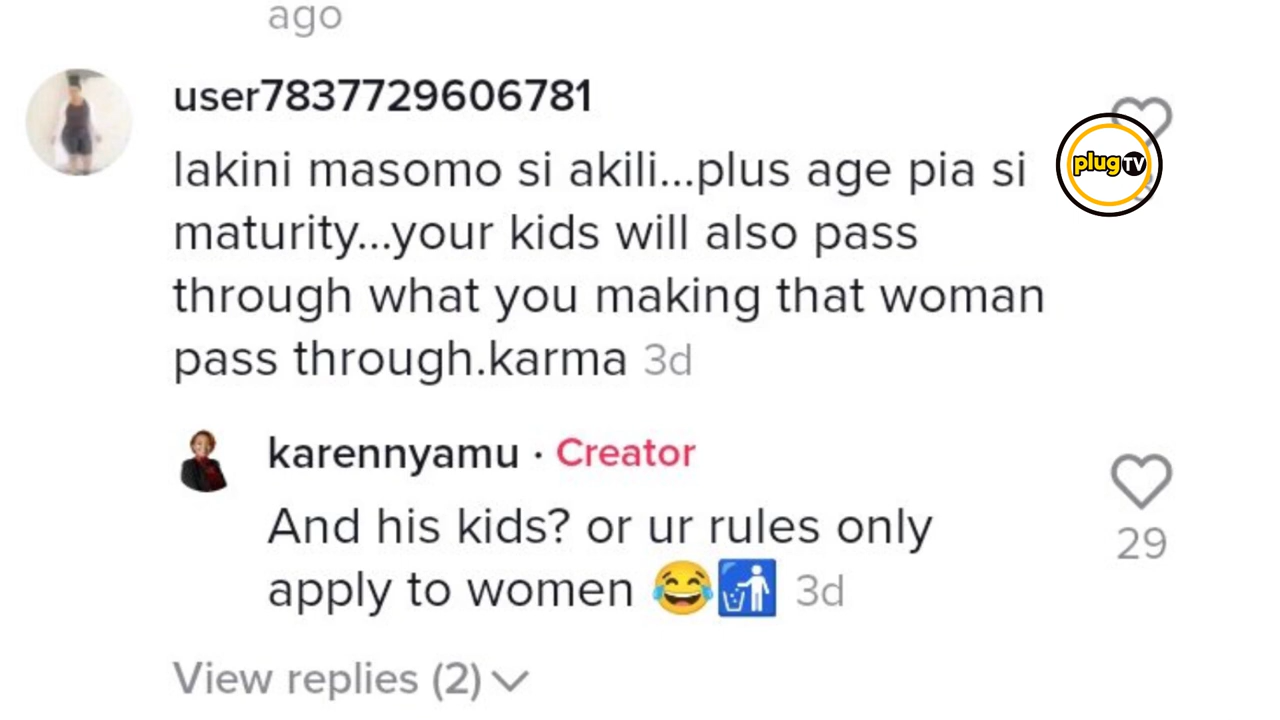 ago
user7837729606781
lakini masomo si akili...plus age pia si
maturity...your kids will also pass
through what you making that woman
pass through.karma 3d
plug TV
karennyamu · Creator
And his kids? or ur rules only
apply to women 😂🚮 3d
29
View replies (2)